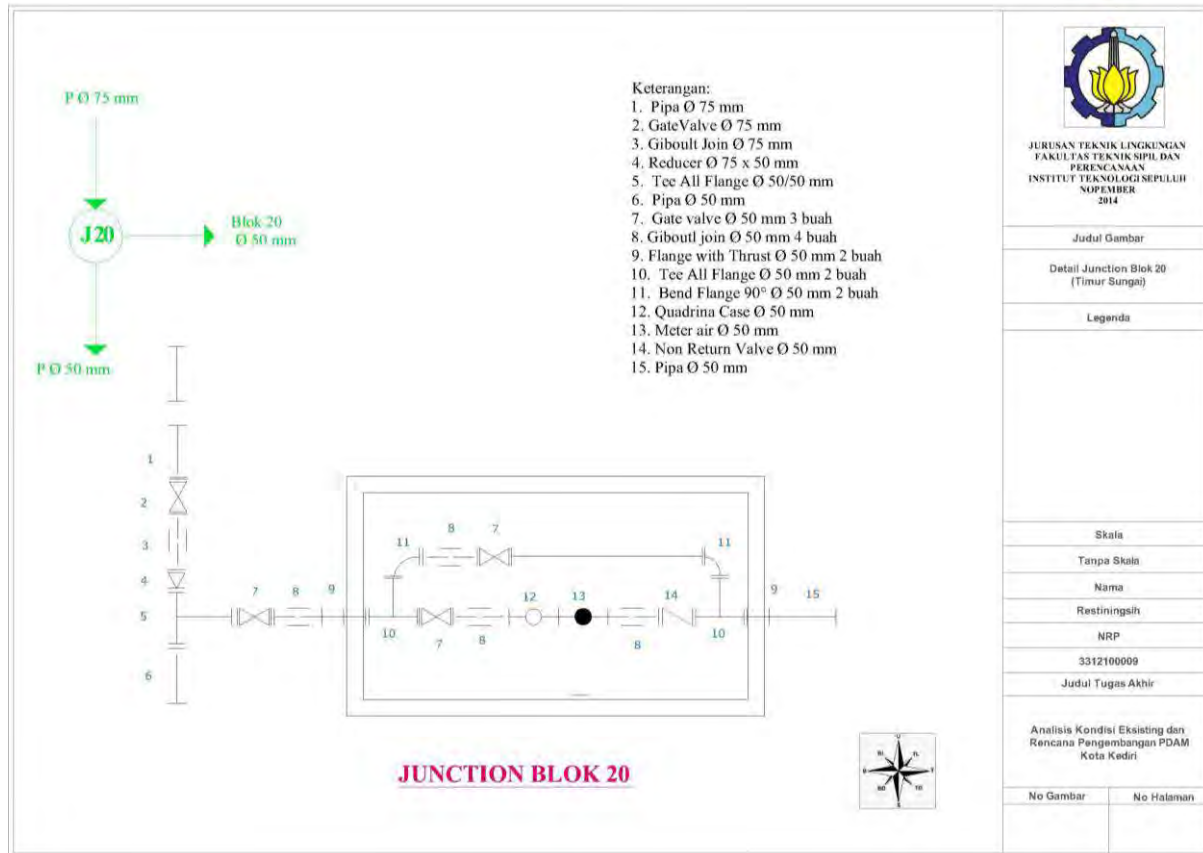 P Ø 75 mm
J20
Blok 20
Ø 50 mm
P Ø 50 mm
Keterangan:
1. Pipa Ø 75 mm
2. GateValve Ø 75 mm
3. Giboult Join Ø 75 mm
4. Reducer Ø 75 x 50 mm
5. Tee All Flange Ø 50/50 mm
6. Pipa Ø 50 mm
7. Gate valve Ø 50 mm 3 buah
8. Giboutl join Ø 50 mm 4 buah
9. Flange with Thrust Ø 50 mm 2 buah
10. Tee All Flange Ø 50 mm 2 buah
11. Bend Flange 90° Ø 50 mm 2 buah
12. Quadrina Case Ø 50 mm
13. Meter air Ø 50 mm
14. Non Return Valve Ø 50 mm
15. Pipa Ø 50 mm
1
2
3
4
5
6
7
8
9
11
8
7
11
10
7
8
12
13
8
14
10
9
15
JUNCTION BLOK 20
U
BL
TL
B
T
BD
TG
S
JURUSAN TEKNIK LINGKUNGAN
FAKULTAS TEKNIK SIPIL DAN
PERENCANAAN
INSTITUT TEKNOLOGI SEPULUH
NOPEMBER
2014
Judul Gambar
Detail Junction Blok 20
(Timur Sungai)
Legenda
Skala
Tanpa Skala
Nama
Restiningsih
NRP
3312100009
Judul Tugas Akhir
Analisis Kondisi Eksisting dan
Rencana Pengembangan PDAM
Kota Kediri
No Gambar
No Halaman